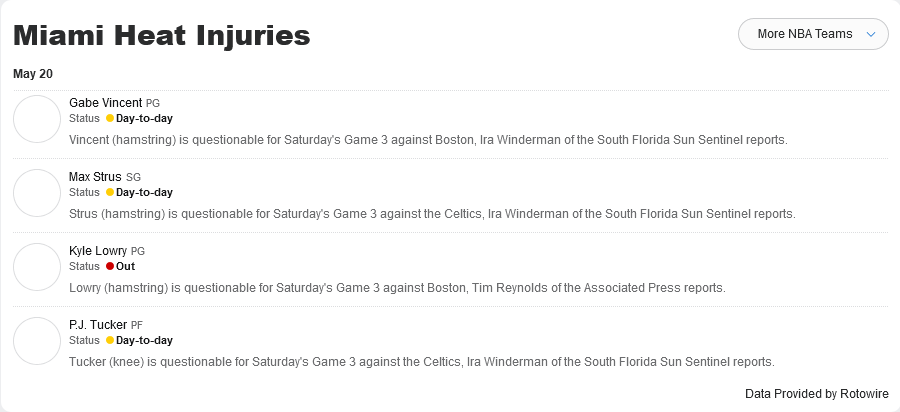 Miami Heat Injuries
More NBA Teams
May 20
Gabe Vincent PG
Status Day-to-day
Vincent (hamstring) is questionable for Saturday's Game 3 against Boston, Ira Winderman of the South Florida Sun Sentinel reports.
Max Strus SG
Status Day-to-day
Strus (hamstring) is questionable for Saturday's Game 3 against the Celtics, Ira Winderman of the South Florida Sun Sentinel reports.
Kyle Lowry PG
Status Out
Lowry (hamstring) is questionable for Saturday's Game 3 against Boston, Tim Reynolds of the Associated Press reports.
P.J. Tucker PF
Status Day-to-day
Tucker (knee) is questionable for Saturday's Game 3 against the Celtics, Ira Winderman of the South Florida Sun Sentinel reports.
Data Provided by Rotowire